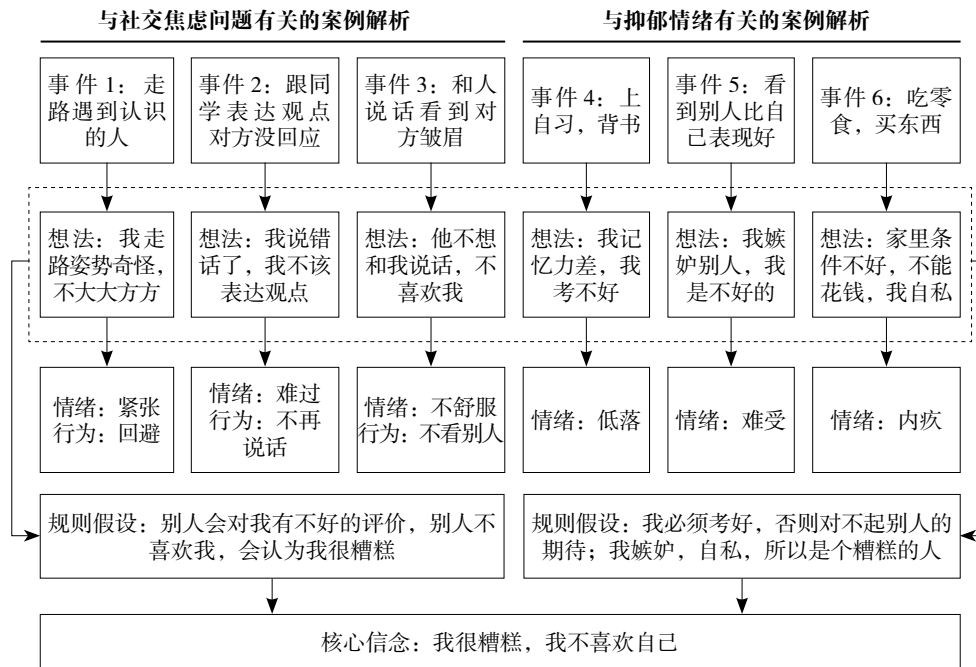 与社交焦虑问题有关的案例解析
与抑郁情绪有关的案例解析
事件 1：走
路遇到认识
的人
事件 2：跟同
学表达观点
对方没回应
事件 3：和人
说话看到对
方皱眉
事件 4：上
自习，背书
事件 5：看
到别人比自
己表现好
事件 6：吃零
食，买东西
想法：我走
路姿势奇怪，
不大大方方
想法：我说错
话了，我不该
表达观点
想法：他不想
和我说话，不
喜欢我
想法：我记
忆力差，我
考不好
想法：我嫉
妒别人，我
是不好的
想法：家里条
件不好，不能
花钱，我自私
情绪：紧张
行为：回避
情绪：难过
行为：不再
说话
情绪：不舒服
行为：不看别人
情绪：低落
情绪：难受
情绪：内疚
规则假设：别人会对我有不好的评价，别人不
喜欢我，会认为我很糟糕
规则假设：我必须考好，否则对不起别人的
期待；我嫉妒，自私，所以是个糟糕的人
核心信念：我很糟糕，我不喜欢自己